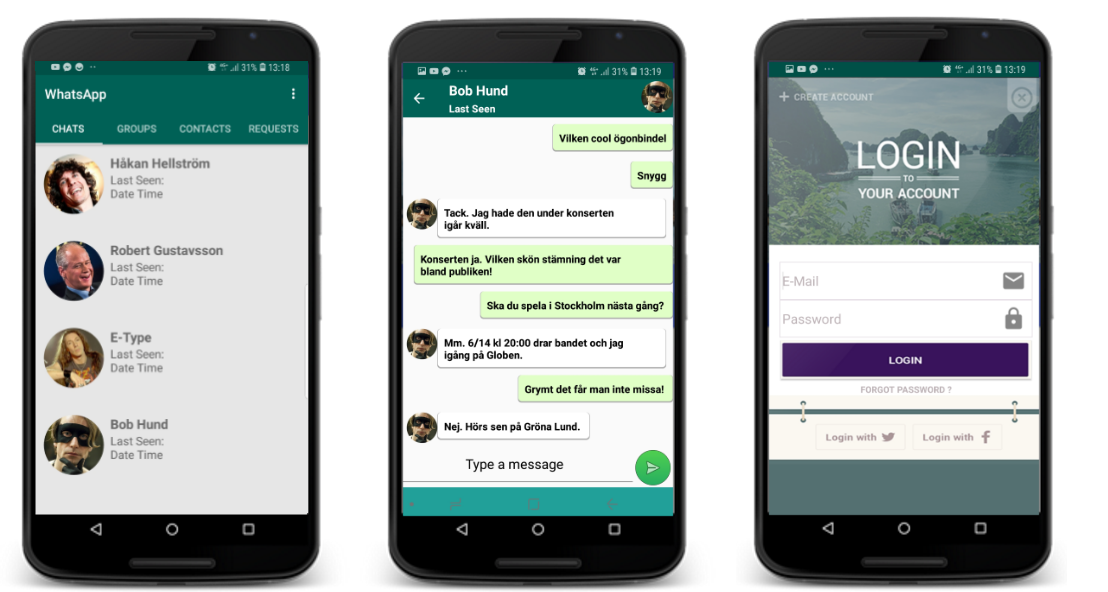 31% 13:18
WhatsApp
CHATS GROUPS CONTACTS REQUESTS
Håkan Hellström
Last Seen:
Date Time
Robert Gustavsson
Last Seen:
Date Time
E-Type
Last Seen:
Date Time
Bob Hund
Last Seen:
Date Time
31% 13:19
Bob Hund
Last Seen
Vilken cool ögonbindel
Snygg
Tack. Jag hade den under konserten
igår kväll.
Konserten ja. Vilken skön stämning det var
bland publiken!
Ska du spela i Stockholm nästa gång?
Mm. 6/14 kl 20:00 drar bandet och jag
igång på Globen.
Grymt det får man inte missa!
Nej. Hörs sen på Gröna Lund.
Type a message
31% 13:19
+ CREATE ACCOUNT
LOGIN
TO
YOUR ACCOUNT
E-Mail
Password
LOGIN
FORGOT PASSWORD ?
Login with
Login with